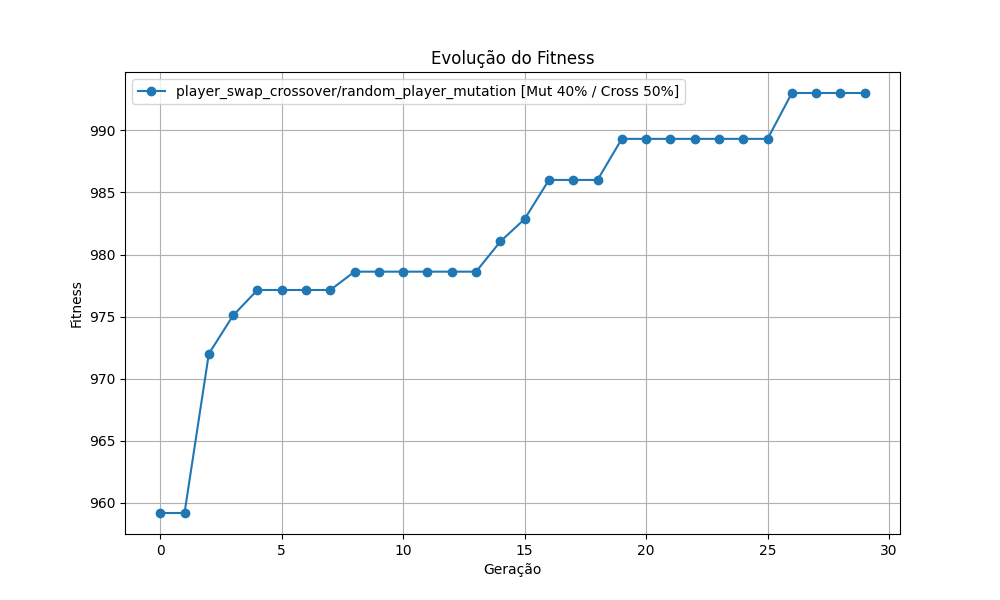 Evolução do Fitness
player_swap_crossover/random_player_mutation [Mut 40% / Cross 50%]
990
985
980
975
970
965
960
Fitness
0 5 10 15 20 25 30
Geração